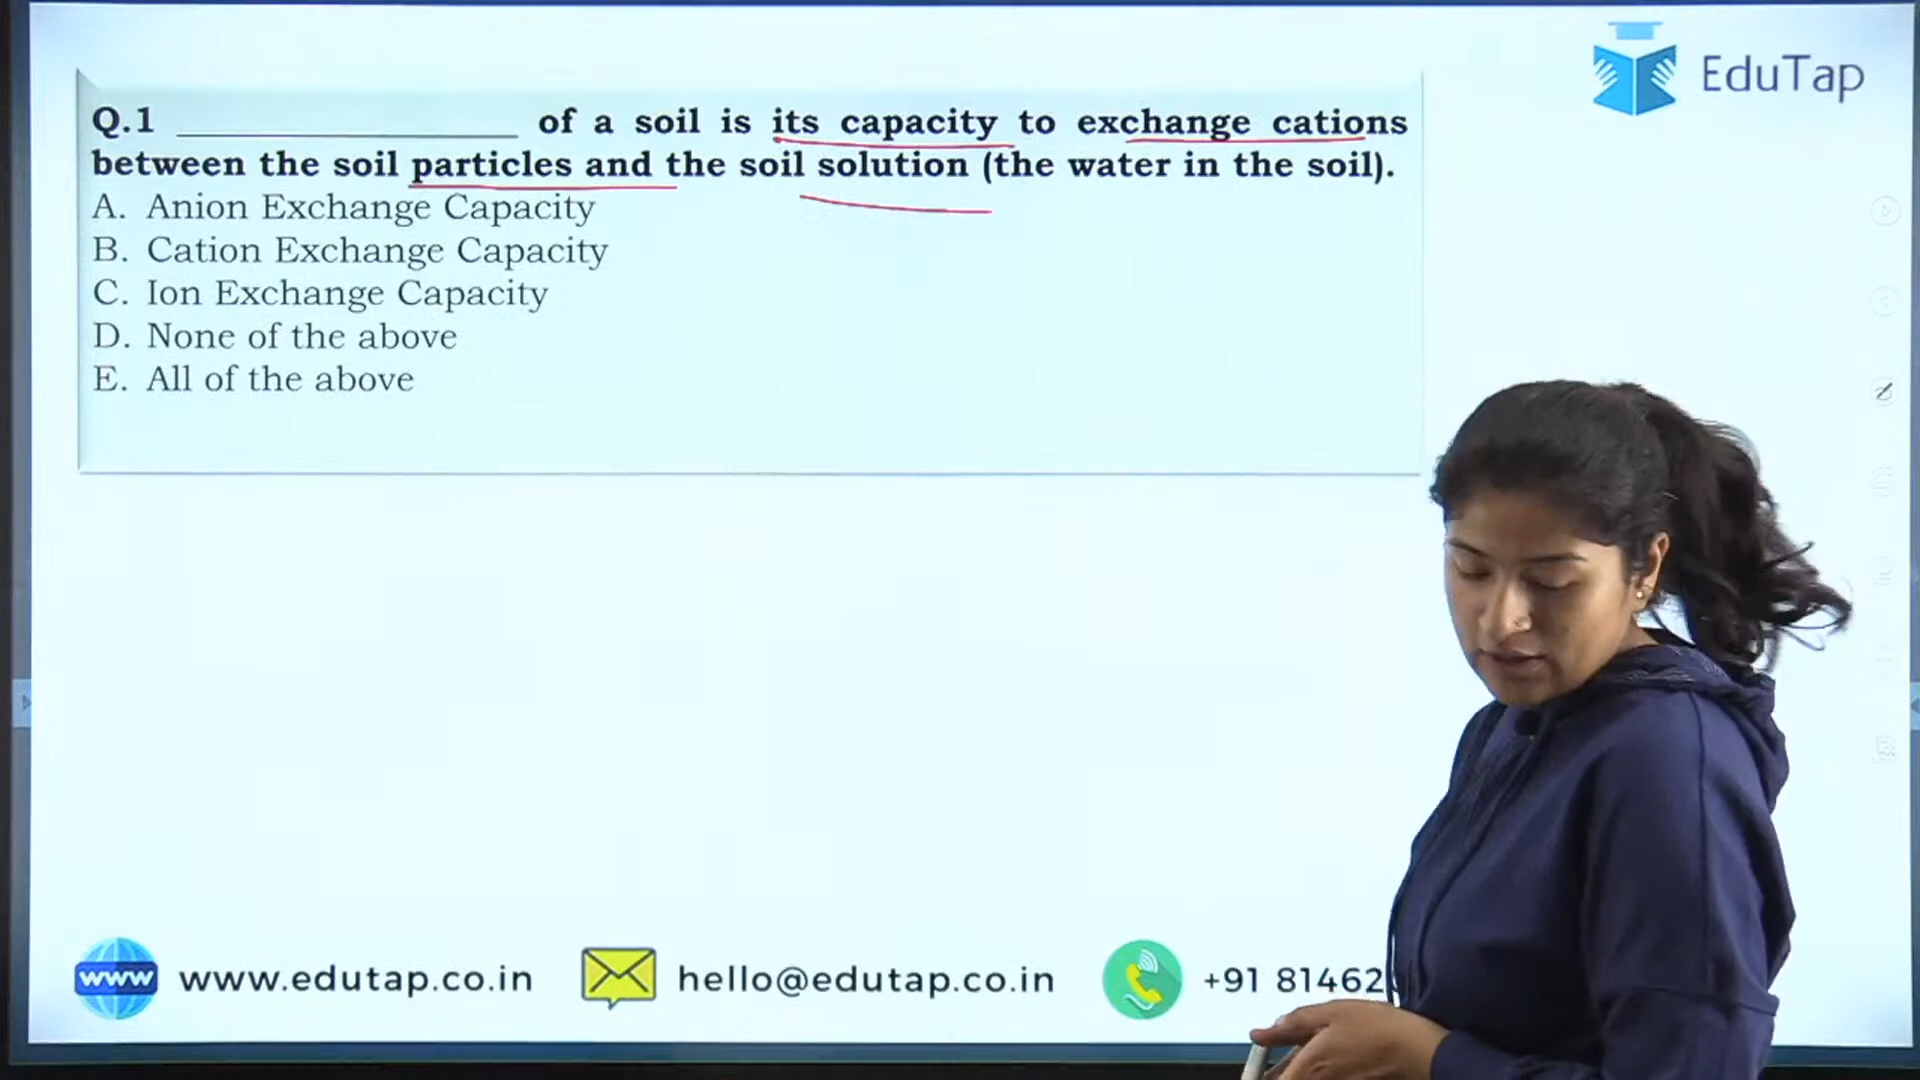 EduTap
Q.1 ________________ of a soil is its capacity to exchange cations
between the soil particles and the soil solution (the water in the soil).
A. Anion Exchange Capacity
B. Cation Exchange Capacity
C. Ion Exchange Capacity
D. None of the above
E. All of the above
www www.edutap.co.in hello@edutap.co.in +91 81462